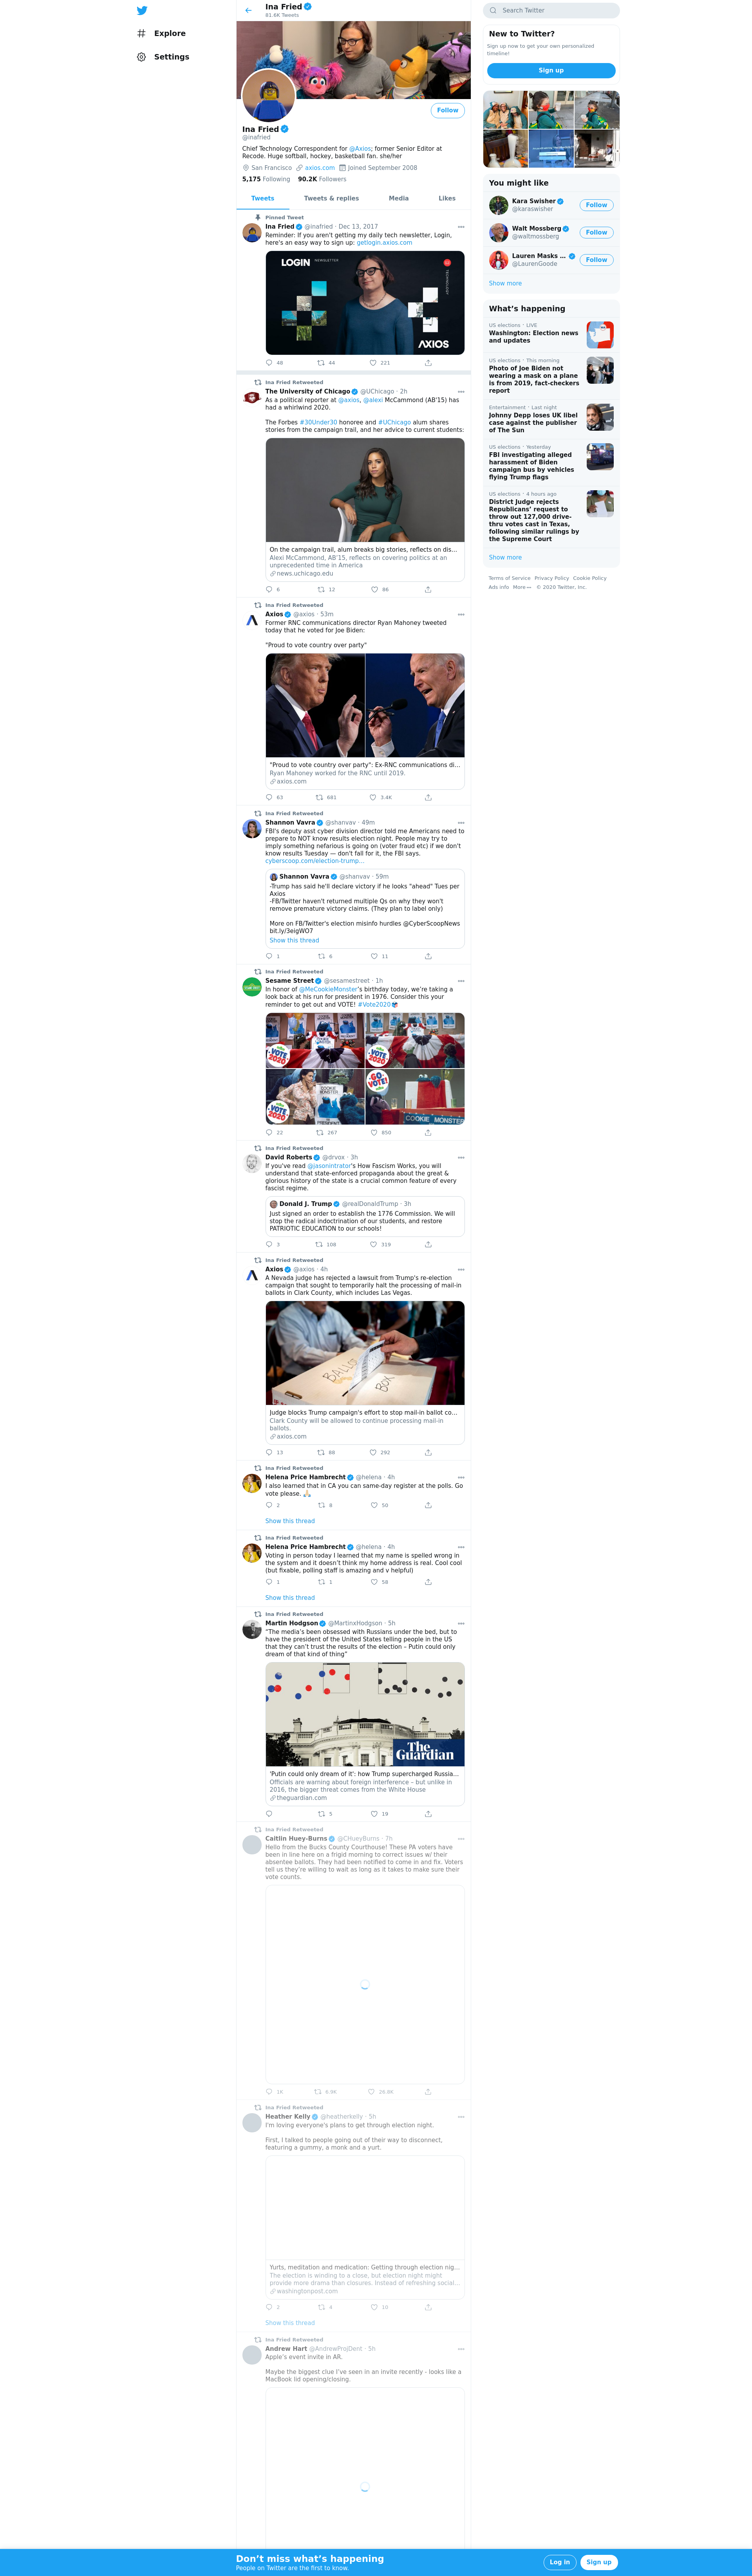 Explore
Settings
Ina Fried
81.6K Tweets
Follow
Ina Fried
@inafried
Chief Technology Correspondent for @Axios; former Senior Editor at
Recode. Huge softball, hockey, basketball fan. she/her
San Francisco axios.com Joined September 2008
5,175 Following 90.2K Followers
Tweets Tweets & replies Media Likes
Pinned Tweet
Ina Fried @inafried · Dec 13, 2017
Reminder: If you aren't getting my daily tech newsletter, Login,
here's an easy way to sign up: getlogin.axios.com
LOGIN NEWSLETTER
AXIOS
48 44 221
Ina Fried Retweeted
The University of Chicago @UChicago · 2h
As a political reporter at @axios, @alexi McCammond (AB'15) has
had a whirlwind 2020.
The Forbes #30Under30 honoree and #UChicago alum shares
stories from the campaign trail, and her advice to current students:
On the campaign trail, alum breaks big stories, reflects on dis...
Alexi McCammond, AB'15, reflects on covering politics at an
unprecedented time in America
news.uchicago.edu
6 12 86
Ina Fried Retweeted
Axios @axios · 53m
Former RNC communications director Ryan Mahoney tweeted
today that he voted for Joe Biden:
"Proud to vote country over party"
"Proud to vote country over party": Ex-RNC communications di...
Ryan Mahoney worked for the RNC until 2019.
axios.com
63 681 3.4K
Ina Fried Retweeted
Shannon Vavra @shanvav · 49m
FBI's deputy asst cyber division director told me Americans need to
prepare to NOT know results election night. People may try to
imply something nefarious is going on (voter fraud etc) if we don't
know results Tuesday — don't fall for it, the FBI says.
cyberscoop.com/election-trump...
Shannon Vavra @shanvav · 59m
-Trump has said he'll declare victory if he looks "ahead" Tues per
Axios
-FB/Twitter haven't returned multiple Qs on why they won't
remove premature victory claims. (They plan to label only)
More on FB/Twitter's election misinfo hurdles @CyberScoopNews
bit.ly/3eigWO7
Show this thread
1 6 11
Ina Fried Retweeted
Sesame Street @sesamestreet · 1h
In honor of @MeCookieMonster's birthday today, we're taking a
look back at his run for president in 1976. Consider this your
reminder to get out and VOTE! #Vote2020
VOTE 2020
VOTE 2020
VOTE 2020
GO VOTE!
COOKIE MONSTER
22 267 850
Ina Fried Retweeted
David Roberts @drvox · 3h
If you've read @jasonintrator's How Fascism Works, you will
understand that state-enforced propaganda about the great &
glorious history of the state is a crucial common feature of every
fascist regime.
Donald J. Trump @realDonaldTrump · 3h
Just signed an order to establish the 1776 Commission. We will
stop the radical indoctrination of our students, and restore
PATRIOTIC EDUCATION to our schools!
3 108 319
Ina Fried Retweeted
Axios @axios · 4h
A Nevada judge has rejected a lawsuit from Trump's re-election
campaign that sought to temporarily halt the processing of mail-in
ballots in Clark County, which includes Las Vegas.
BALLOT BOX
Judge blocks Trump campaign's effort to stop mail-in ballot co...
Clark County will be allowed to continue processing mail-in
ballots.
axios.com
13 88 292
Ina Fried Retweeted
Helena Price Hambrecht @helena · 4h
I also learned that in CA you can same-day register at the polls. Go
vote please.
2 8 50
Show this thread
Ina Fried Retweeted
Helena Price Hambrecht @helena · 4h
Voting in person today I learned that my name is spelled wrong in
the system and it doesn't think my home address is real. Cool cool
(but fixable, polling staff is amazing and v helpful)
1 1 58
Show this thread
Ina Fried Retweeted
Martin Hodgson @MartinxHodgson · 5h
"The media's been obsessed with Russians under the bed, but to
have the president of the United States telling people in the US
that they can't trust the results of the election – Putin could only
dream of that kind of thing"
The Guardian
'Putin could only dream of it': how Trump supercharged Russia...
Officials are warning about foreign interference – but unlike in
2016, the bigger threat comes from the White House
theguardian.com
5 19
Ina Fried Retweeted
Caitlin Huey-Burns @CHueyBurns · 7h
Hello from the Bucks County Courthouse! These PA voters have
been in line here on a frigid morning to correct issues w/ their
absentee ballots. They had been notified to come in and fix. Voters
tell us they're willing to wait as long as it takes to make sure their
vote counts.
1K 6.9K 24.9K
Ina Fried Retweeted
Heather Kelly @heatherkelly · 5h
I'm loving everyone's plans to get through election night.
First, I talked to people going out of their way to disconnect,
featuring a gummy, a monk and a yurt.
Yurts, meditation and medication: Getting through election nig...
The election is winding to a close, but election night might
provide more drama than closures. Instead of refreshing social...
washingtonpost.com
2 4 10
Show this thread
Ina Fried Retweeted
Andrew Hart @AndrewProjDent · 5h
Apple's event invite in AR.
Maybe the biggest clue I've seen in an invite recently - looks like a
MacBook lid opening/closing.
Search Twitter
New to Twitter?
Sign up now to get your own personalized
timeline!
Sign up
You might like
Kara Swisher
@karaswisher
Follow
Walt Mossberg
@waltmossberg
Follow
Lauren Masks ...
@LaurenGoode
Follow
Show more
What's happening
US elections · LIVE
Washington: Election news
and updates
US elections · This morning
Photo of Joe Biden not
wearing a mask on a plane
is from 2019, fact-checkers
report
Entertainment · Last night
Johnny Depp loses UK libel
case against the publisher
of The Sun
US elections · Yesterday
FBI investigating alleged
harassment of Biden
campaign bus by vehicles
flying Trump flags
US elections · 4 hours ago
District Judge rejects
Republicans' request to
throw out 127,000 drive-
thru votes cast in Texas,
following similar rulings by
the Supreme Court
Show more
Terms of Service Privacy Policy Cookie Policy
Ads info More © 2020 Twitter, Inc.
Don't miss what's happening
People on Twitter are the first to know.
Log in Sign up